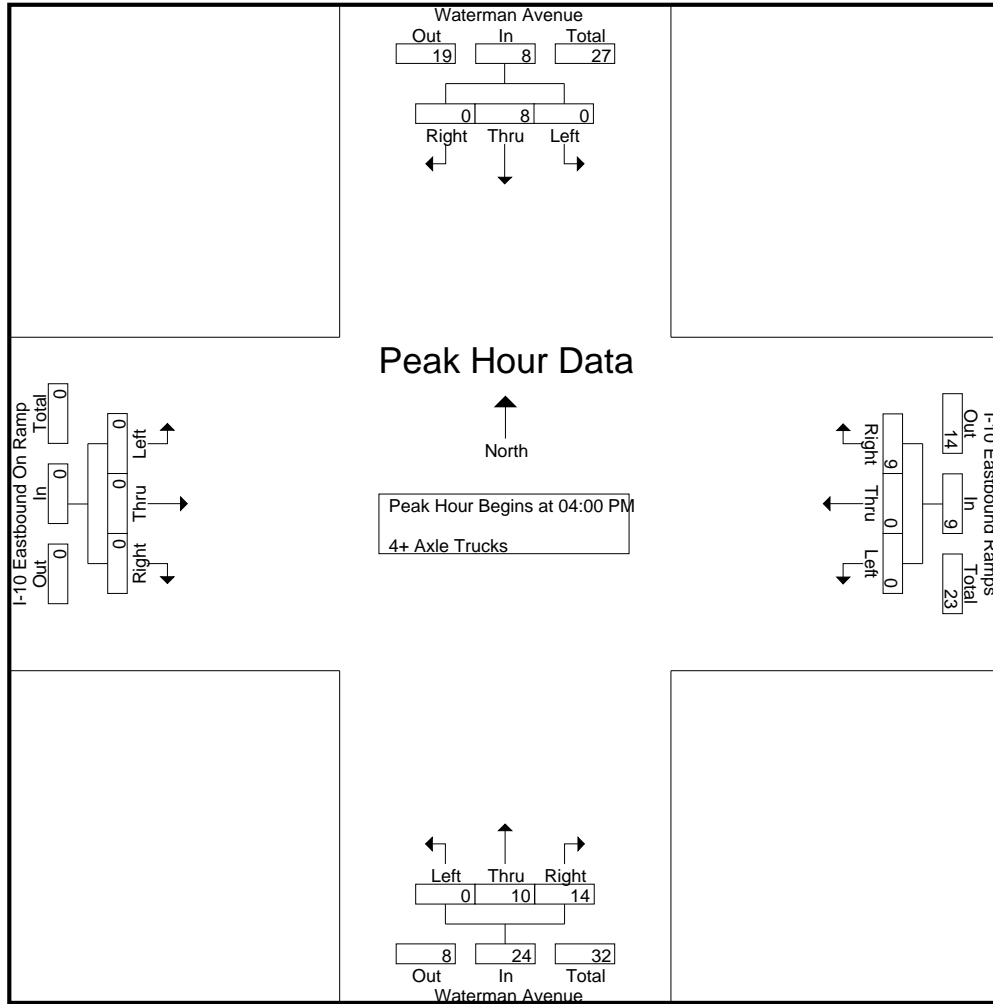 Waterman Avenue
Out In Total
19 8 27
0 8 0
Right Thru Left
Peak Hour Data
North
Peak Hour Begins at 04:00 PM
4+ Axle Trucks
I-10 Eastbound On Ramp
Total In Out
0 0 0
0 0 0
Left Thru Right
I-10 Eastbound Ramps
Out In Total
14 9 23
9 0 0
Right Thru Left
Left Thru Right
0 10 14
8 24 32
Out In Total
Waterman Avenue